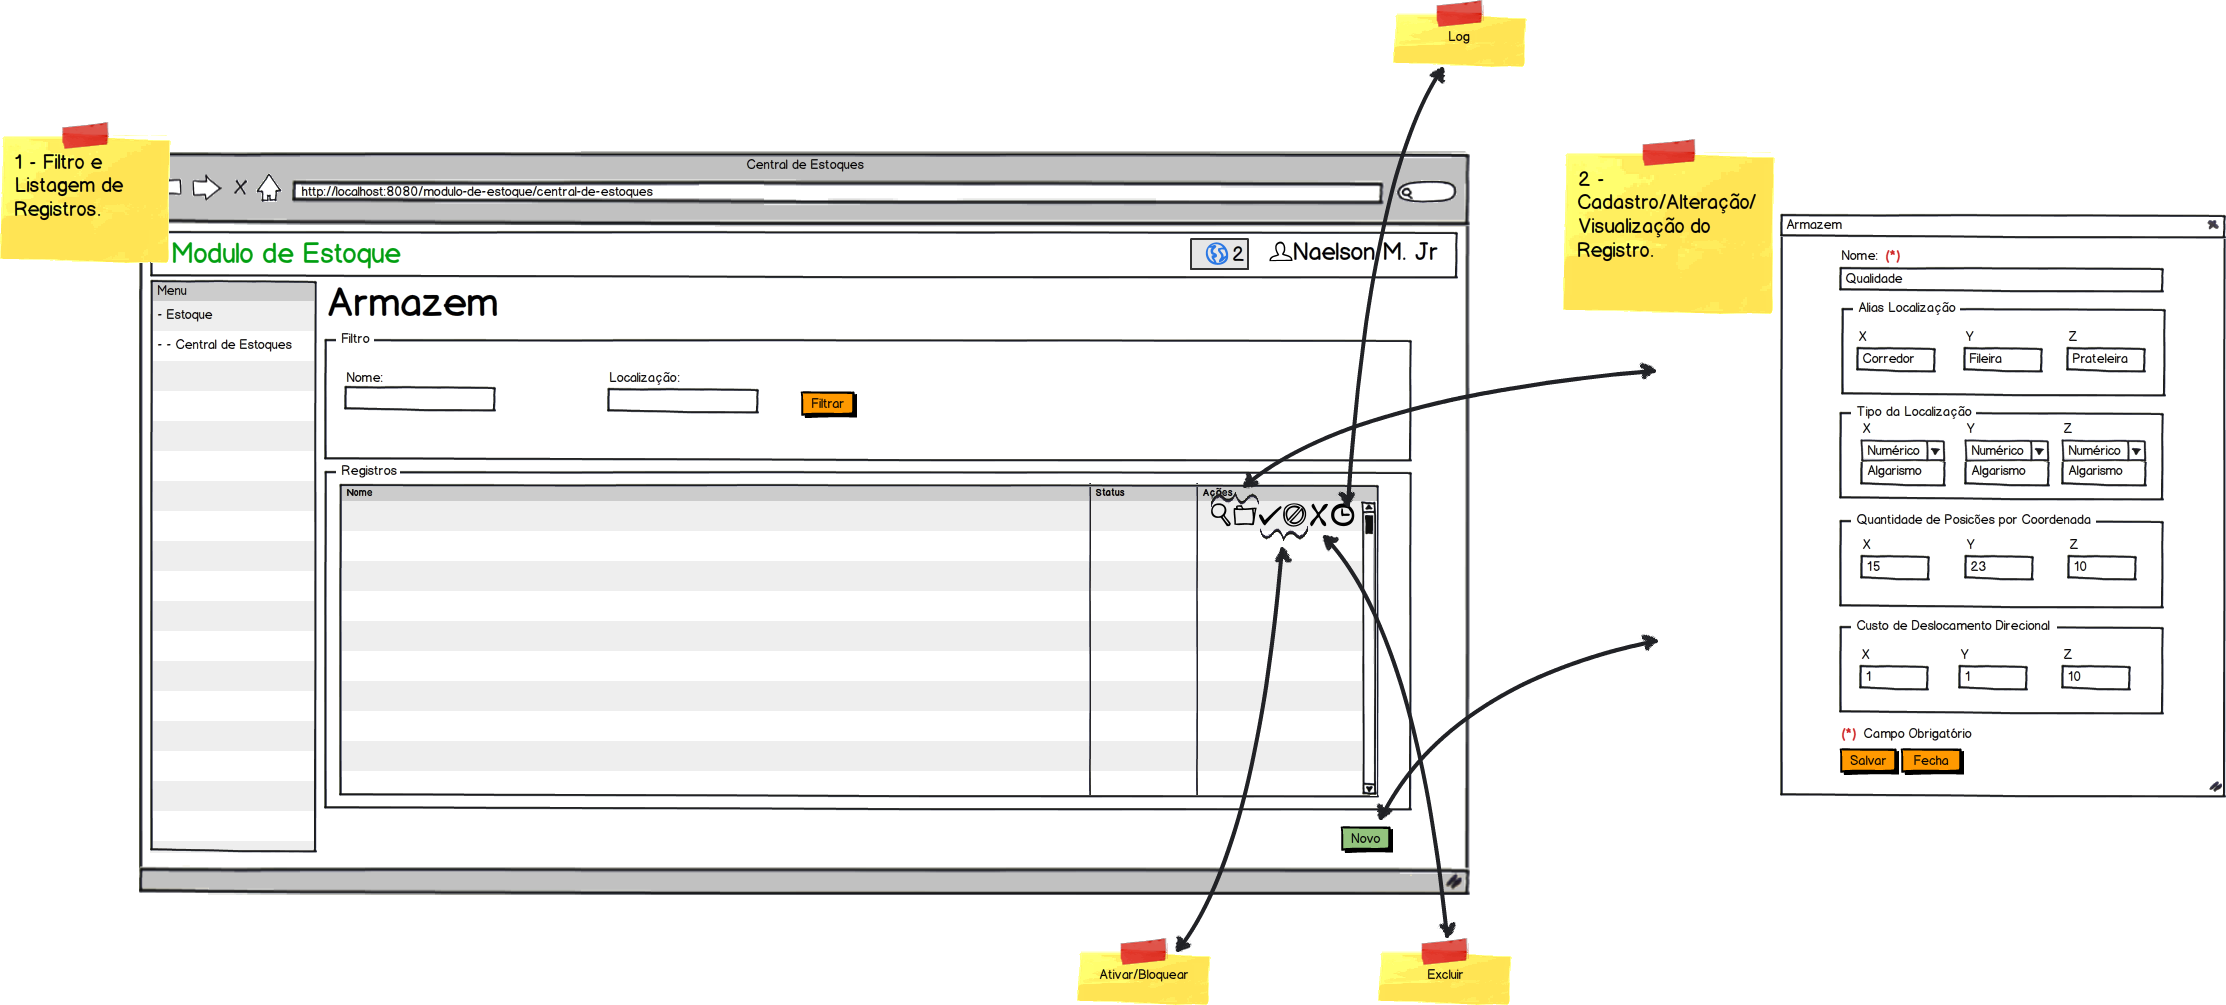 Log
1 - Filtro e
Listagem de
Registros.
Central de Estoques
http://localhost:8080/modulo-de-estoque/central-de-estoques
Modulo de Estoque
2
Naelson M. Jr
Menu
- Estoque
- - Central de Estoques
Armazem
Filtro
Nome:
Localização:
Filtrar
Registros
Nome
Status
Ações
Novo
Ativar/Bloquear
Excluir
2 -
Cadastro/Alteração/
Visualização do
Registro.
Armazem
Nome: (*)
Qualidade
Alias Localização
X Y Z
Corredor Fileira Prateleira
Tipo da Localização
X Y Z
Numérico Numérico Numérico
Algarismo Algarismo Algarismo
Quantidade de Posicões por Coordenada
X Y Z
15 23 10
Custo de Deslocamento Direcional
X Y Z
1 1 10
(*) Campo Obrigatório
Salvar Fecha